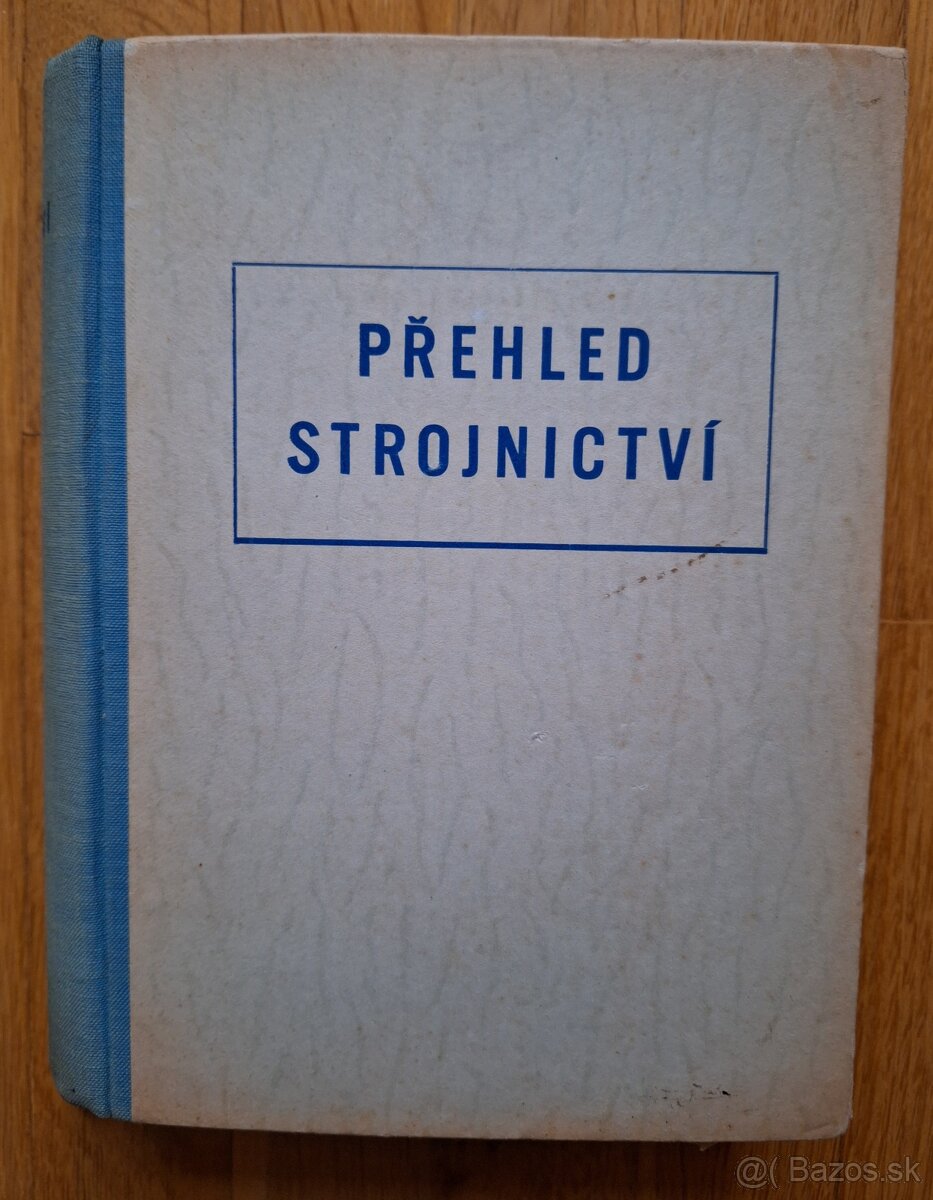 PŘEHLED
STROJNICTVÍ
@( Bazos.sk